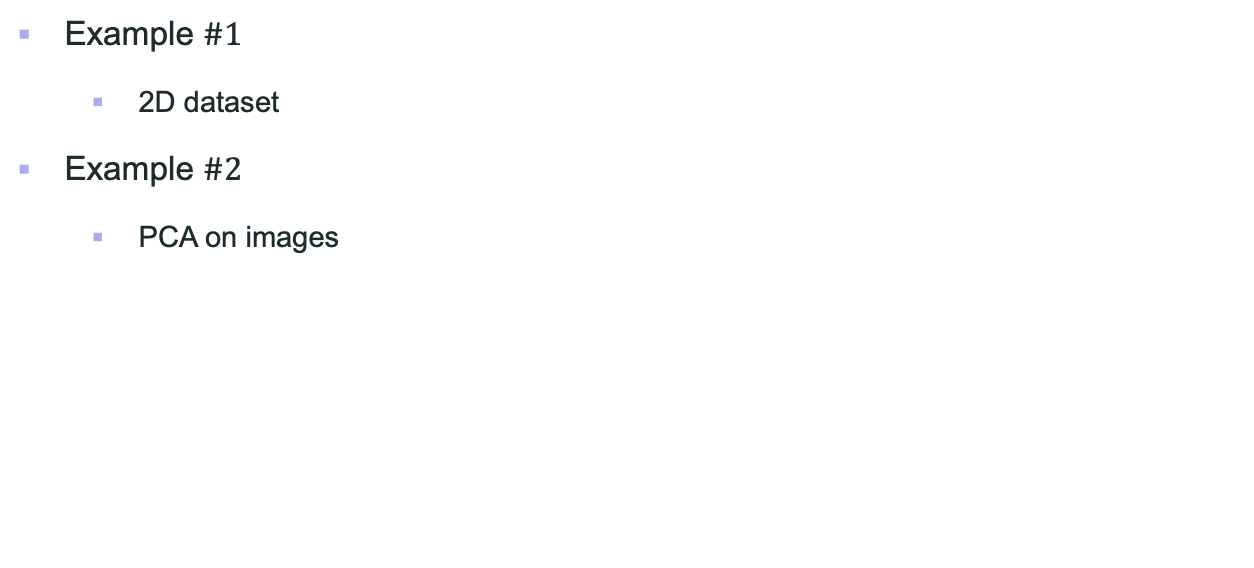 Example #1
2D dataset
Example #2
PCA on images